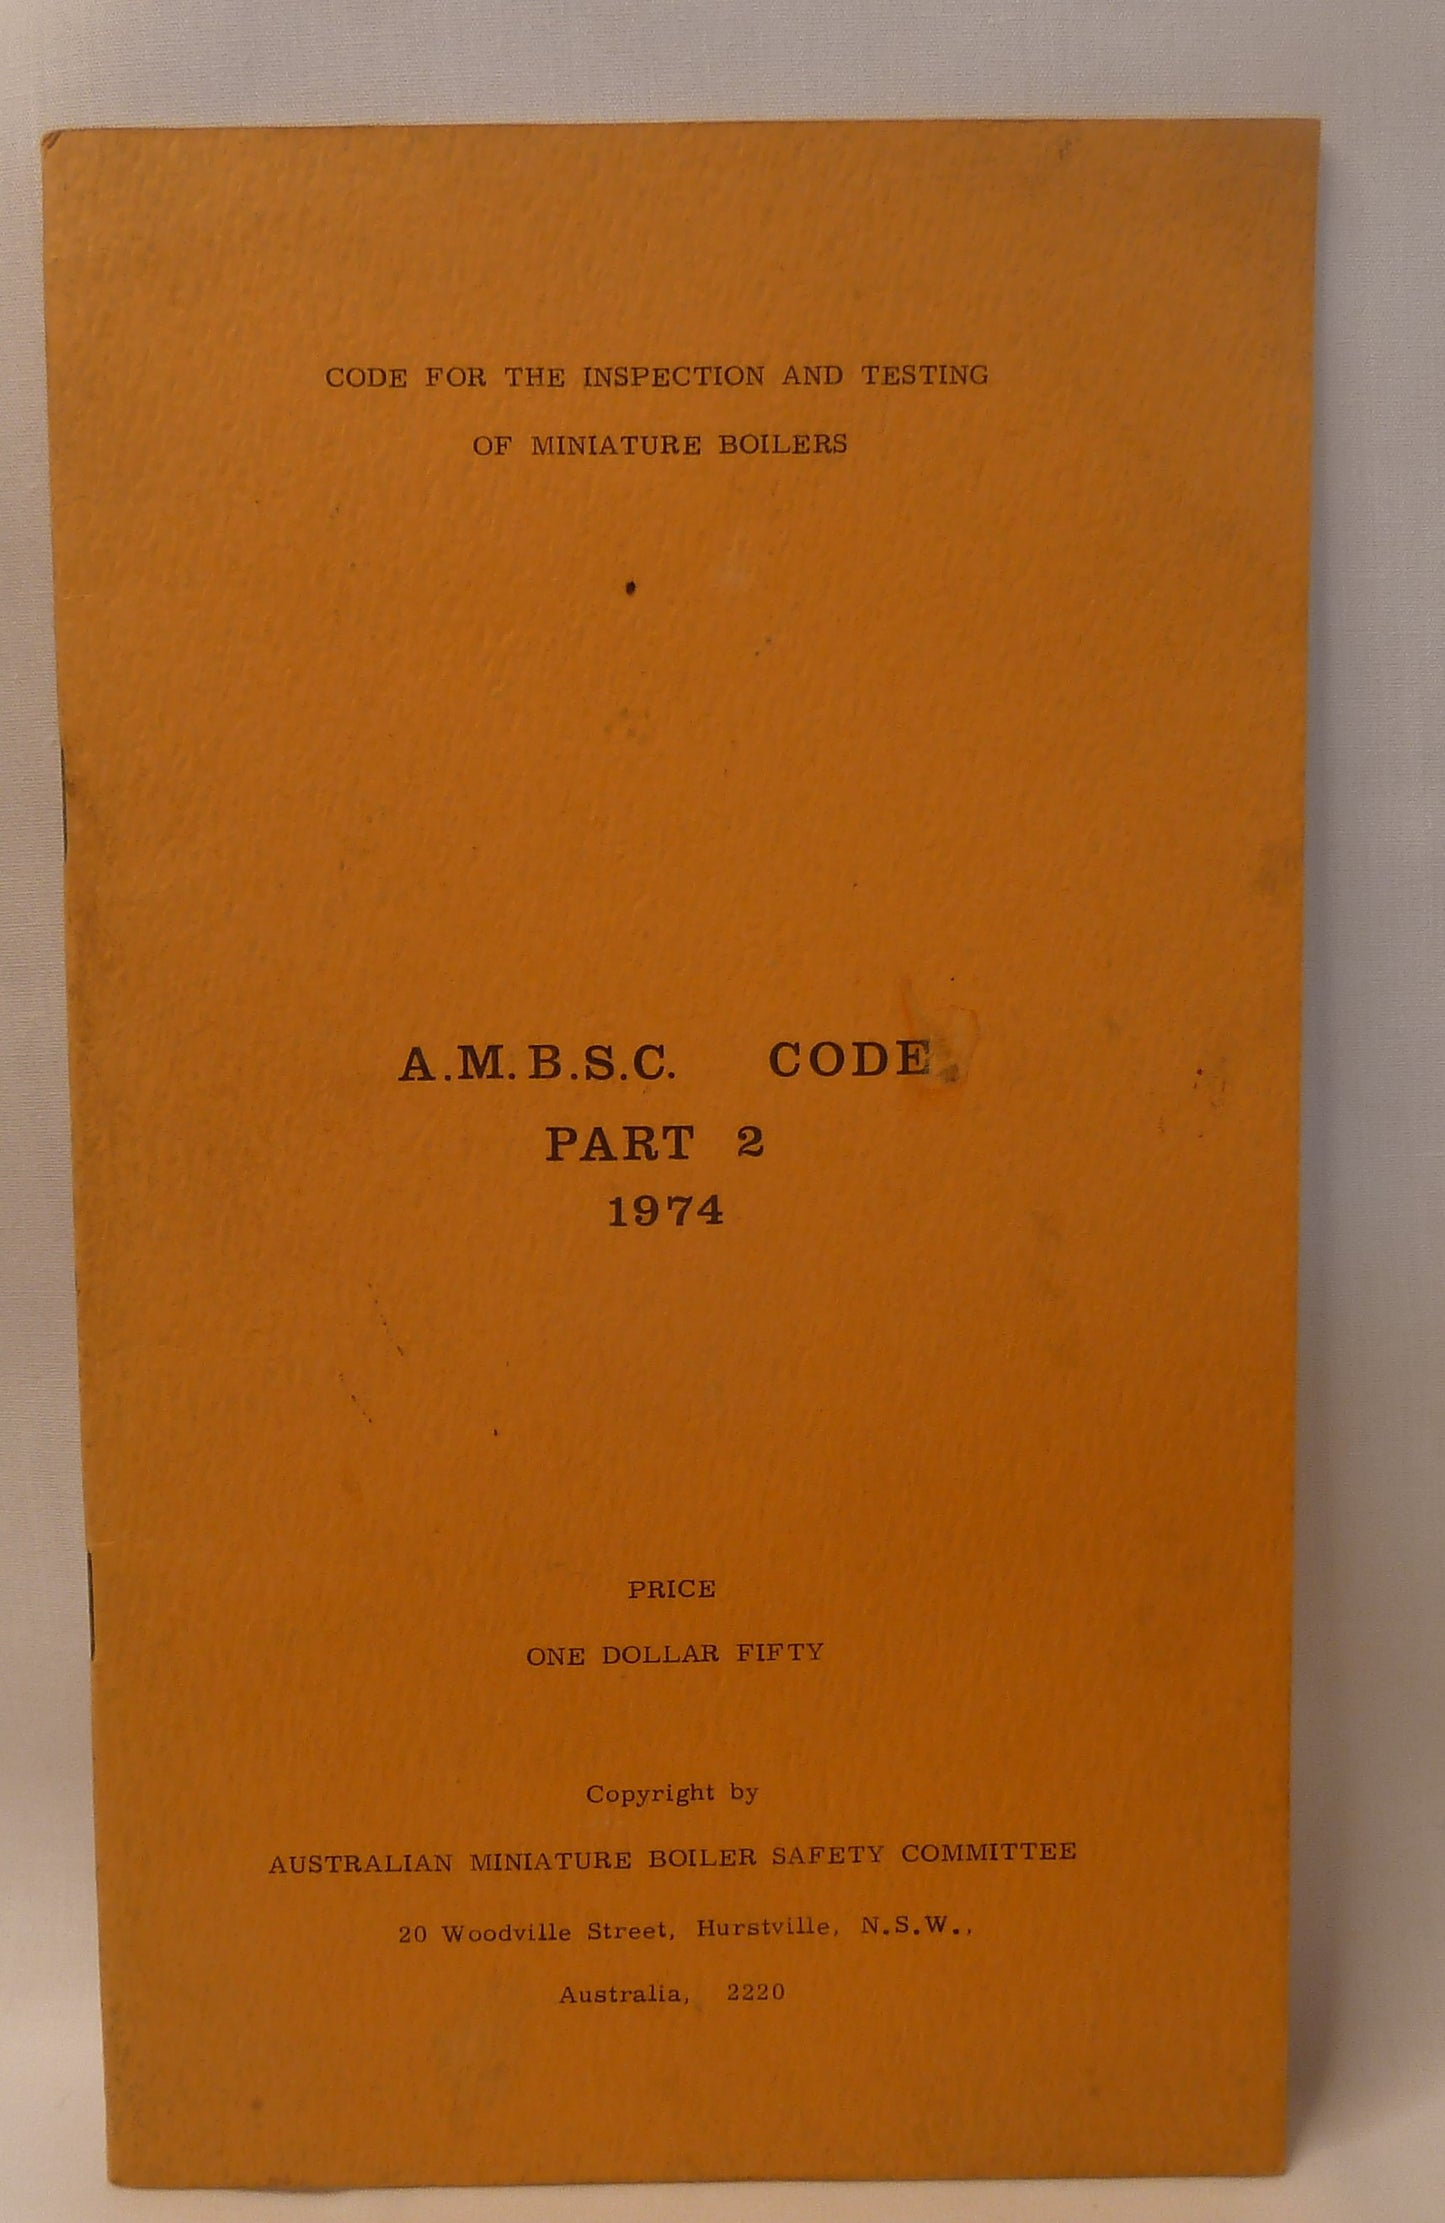 CODE FOR THE INSPECTION AND TESTING
OF MINIATURE BOILERS
A.M.B.S.C. CODE
PART 2
1974
PRICE
ONE DOLLAR FIFTY
Copyright by
AUSTRALIAN MINIATURE BOILER SAFETY COMMITTEE
20 Woodville Street, Hurstville, N.S.W.,
Australia, 2220